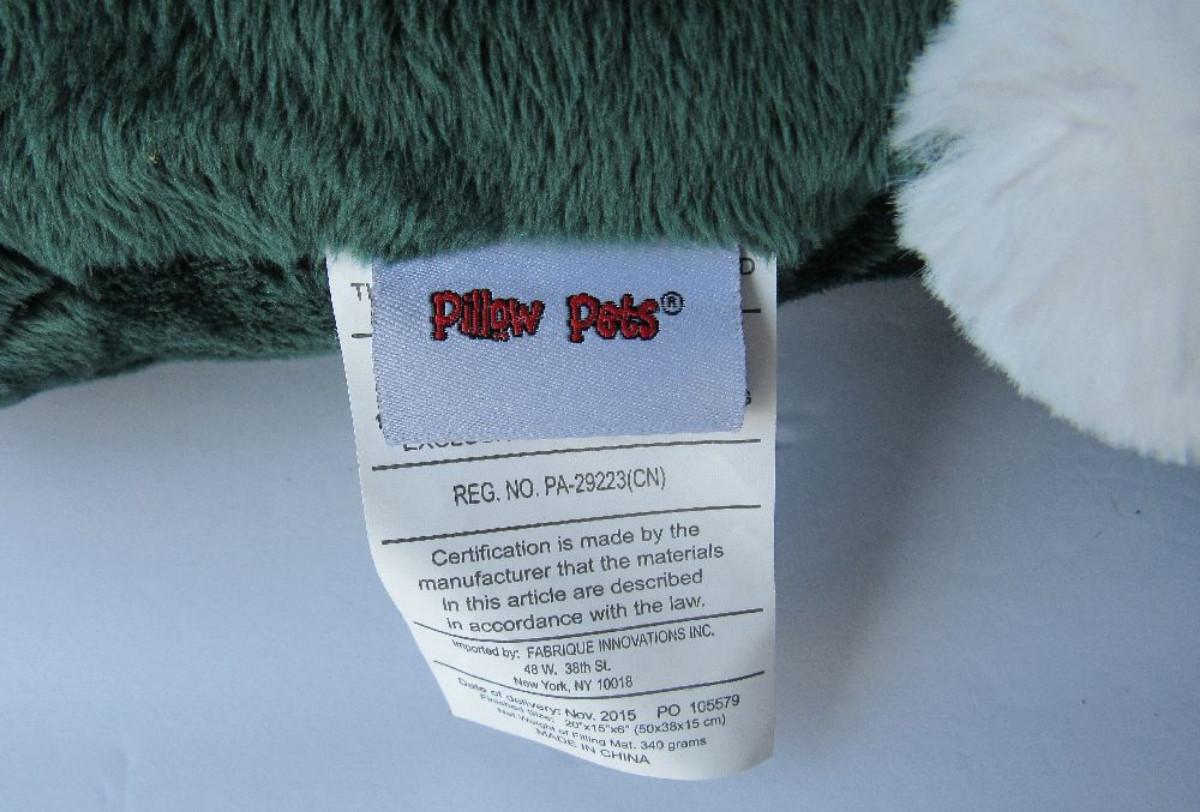 Pillow Pets®
REG. NO. PA-29223(CN)
Certification is made by the
manufacturer that the materials
In this article are described
in accordance with the law.
Imported by: FABRIQUE INNOVATIONS INC.
48 W. 38th St.
New York, NY 10018
Date of delivery: Nov. 2015 PO 105579
Finished Size: 20"x15"x6" (50x38x15 cm)
Net Weight of Filling Mat. 340 grams
MADE IN CHINA